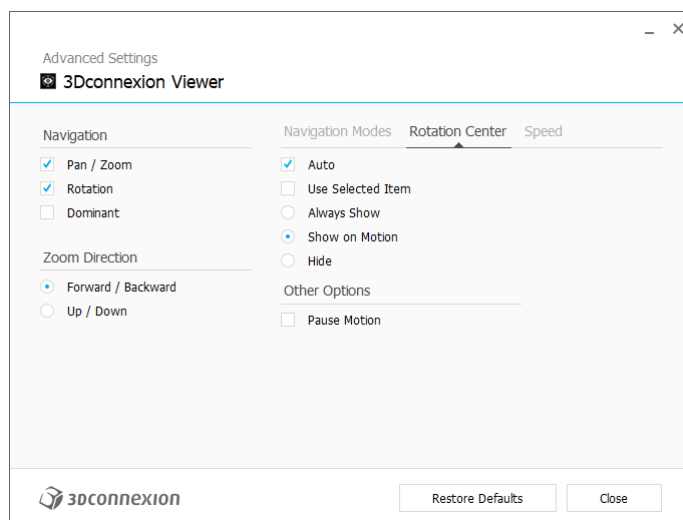 Advanced Settings
3Dconnexion Viewer
Navigation
Pan / Zoom
Rotation
Dominant
Zoom Direction
Forward / Backward
Up / Down
Navigation Modes Rotation Center Speed
Auto
Use Selected Item
Always Show
Show on Motion
Hide
Other Options
Pause Motion
3Dconnexion
Restore Defaults Close